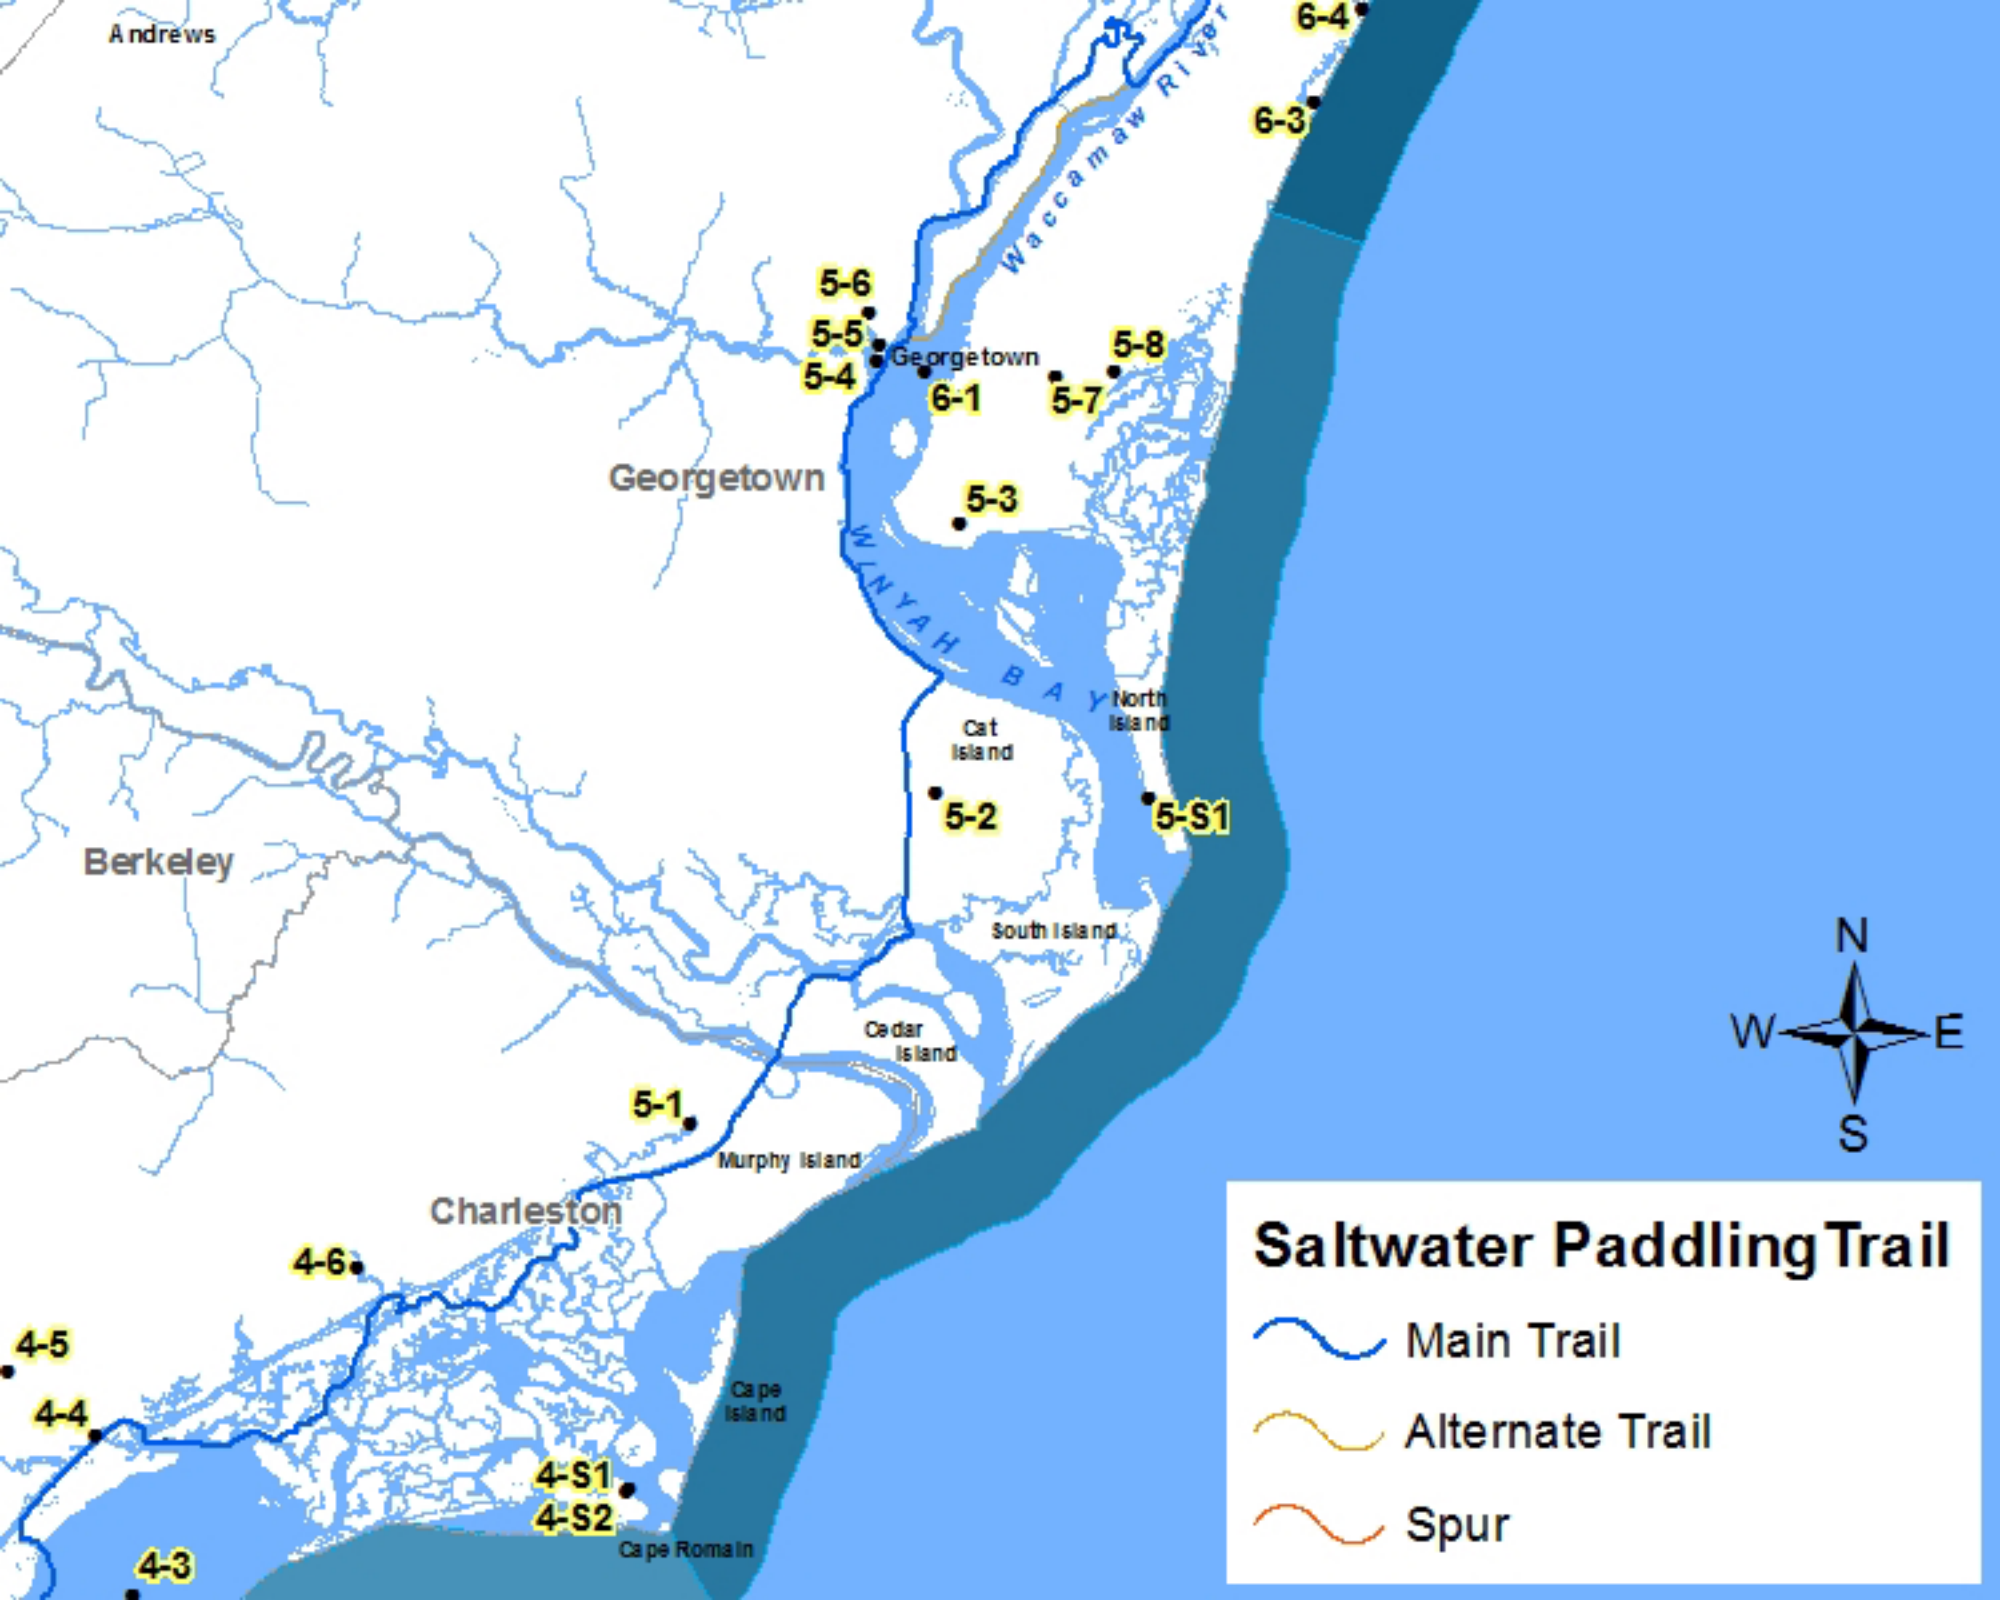 Andrews
6-4
6-3
Waccamaw River
5-6
5-5
5-4
Georgetown
6-1
5-8
5-7
Georgetown
5-3
WINYAH BAY
North
Island
Cat
Island
5-2
5-S1
Berkeley
South Island
N
W
E
S
Cedar
Island
5-1
Murphy Island
Charleston
4-6
4-5
4-4
Cape
Island
4-S1
4-S2
Cape Romain
4-3
Saltwater Paddling Trail
Main Trail
Alternate Trail
Spur